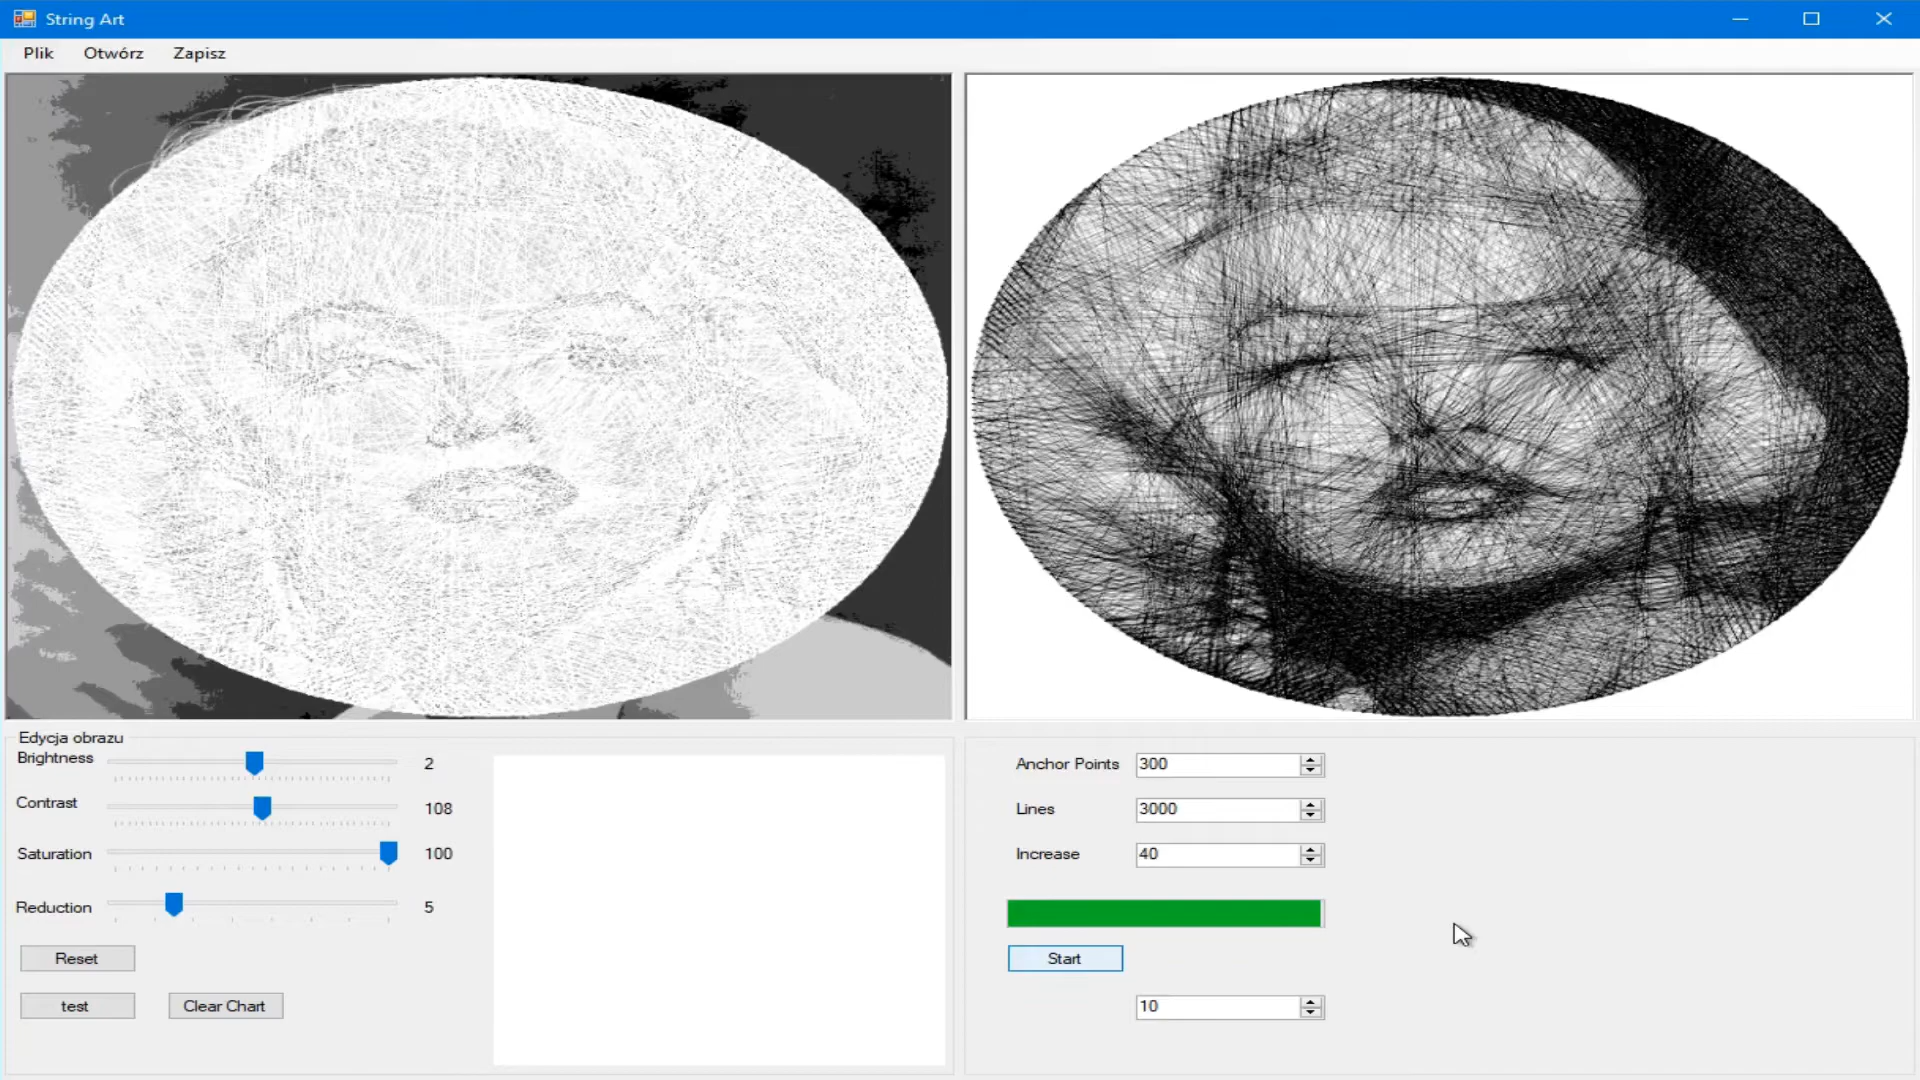 String Art
Plik Otwórz Zapisz
Edycja obrazu
Brightness 2
Contrast 108
Saturation 100
Reduction 5
Reset
test Clear Chart
Anchor Points 300
Lines 3000
Increase 40
Start
10